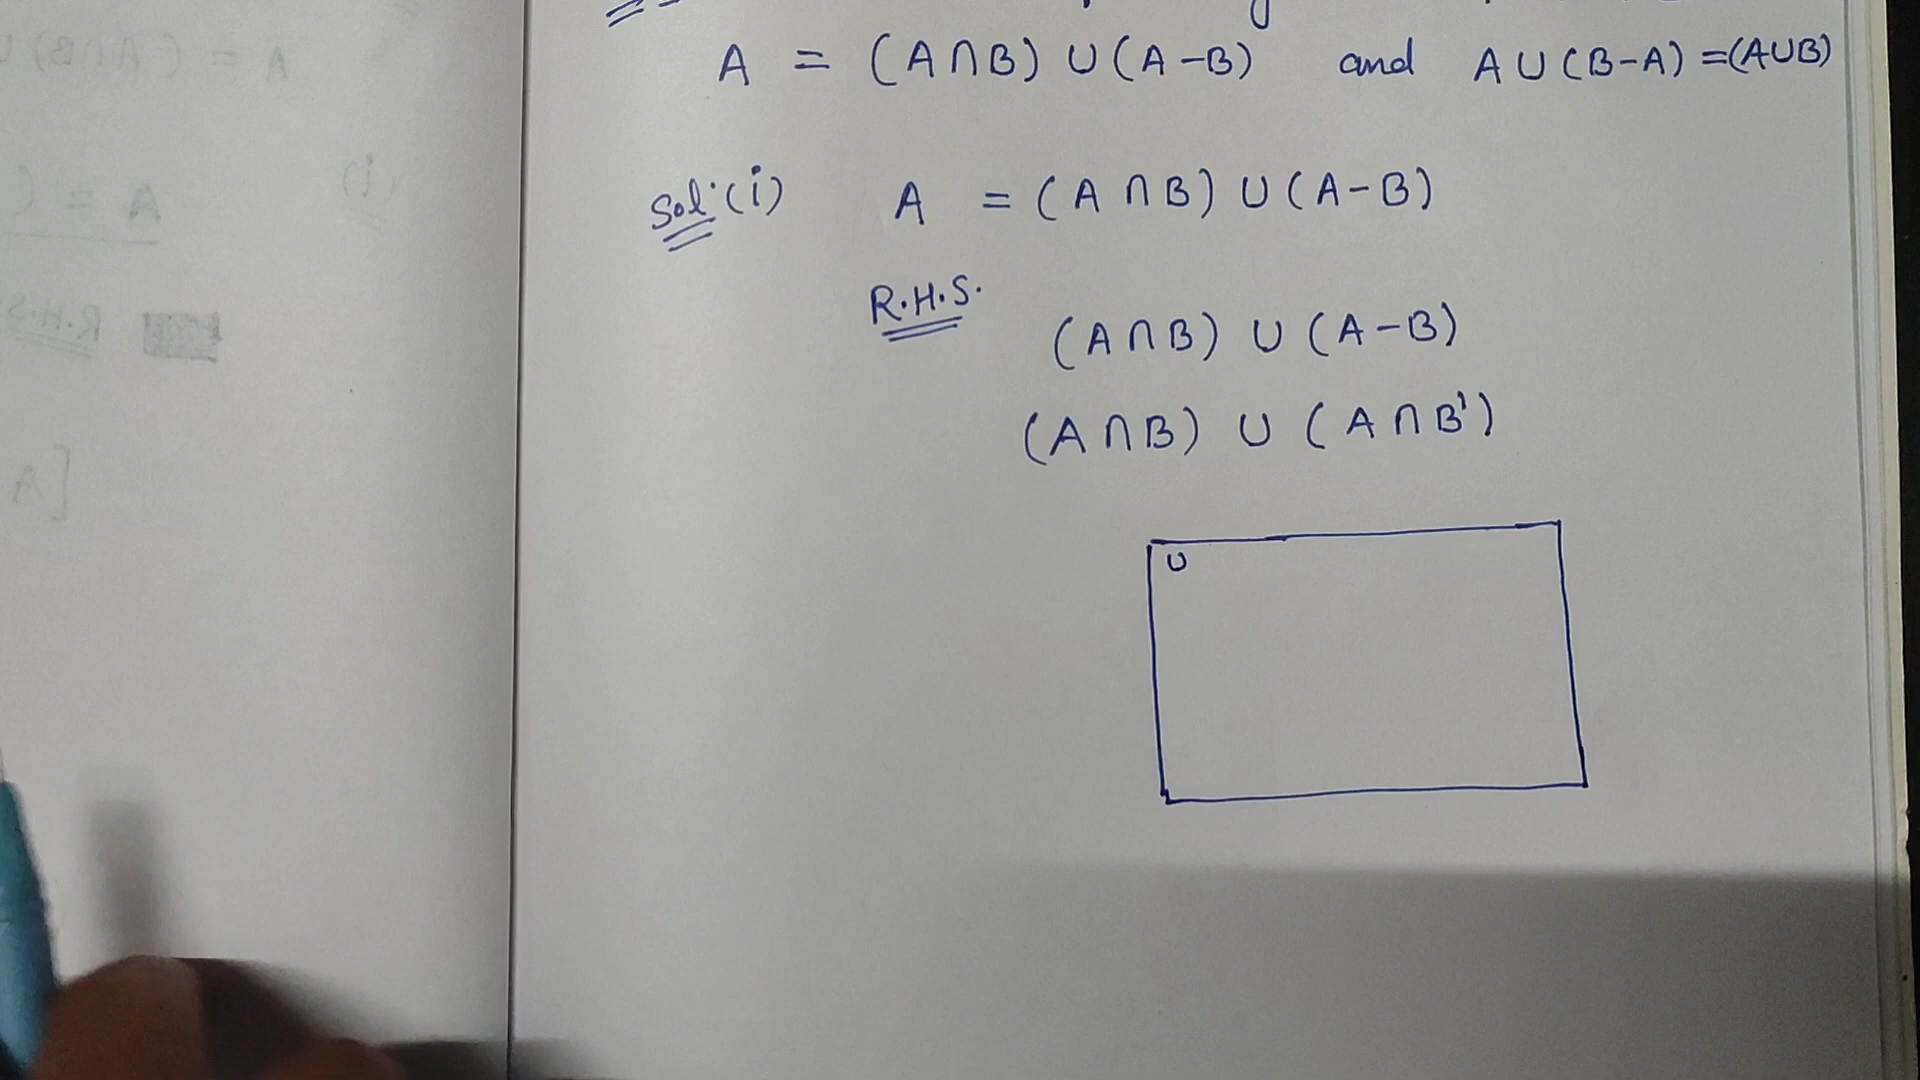 A = (A∩B) ∪ (A-B) and A∪(B-A) = (A∪B)
Sol. (i) A = (A∩B) ∪ (A-B)
R.H.S.
(A∩B) ∪ (A-B)
(A∩B) ∪ (A∩B')
U